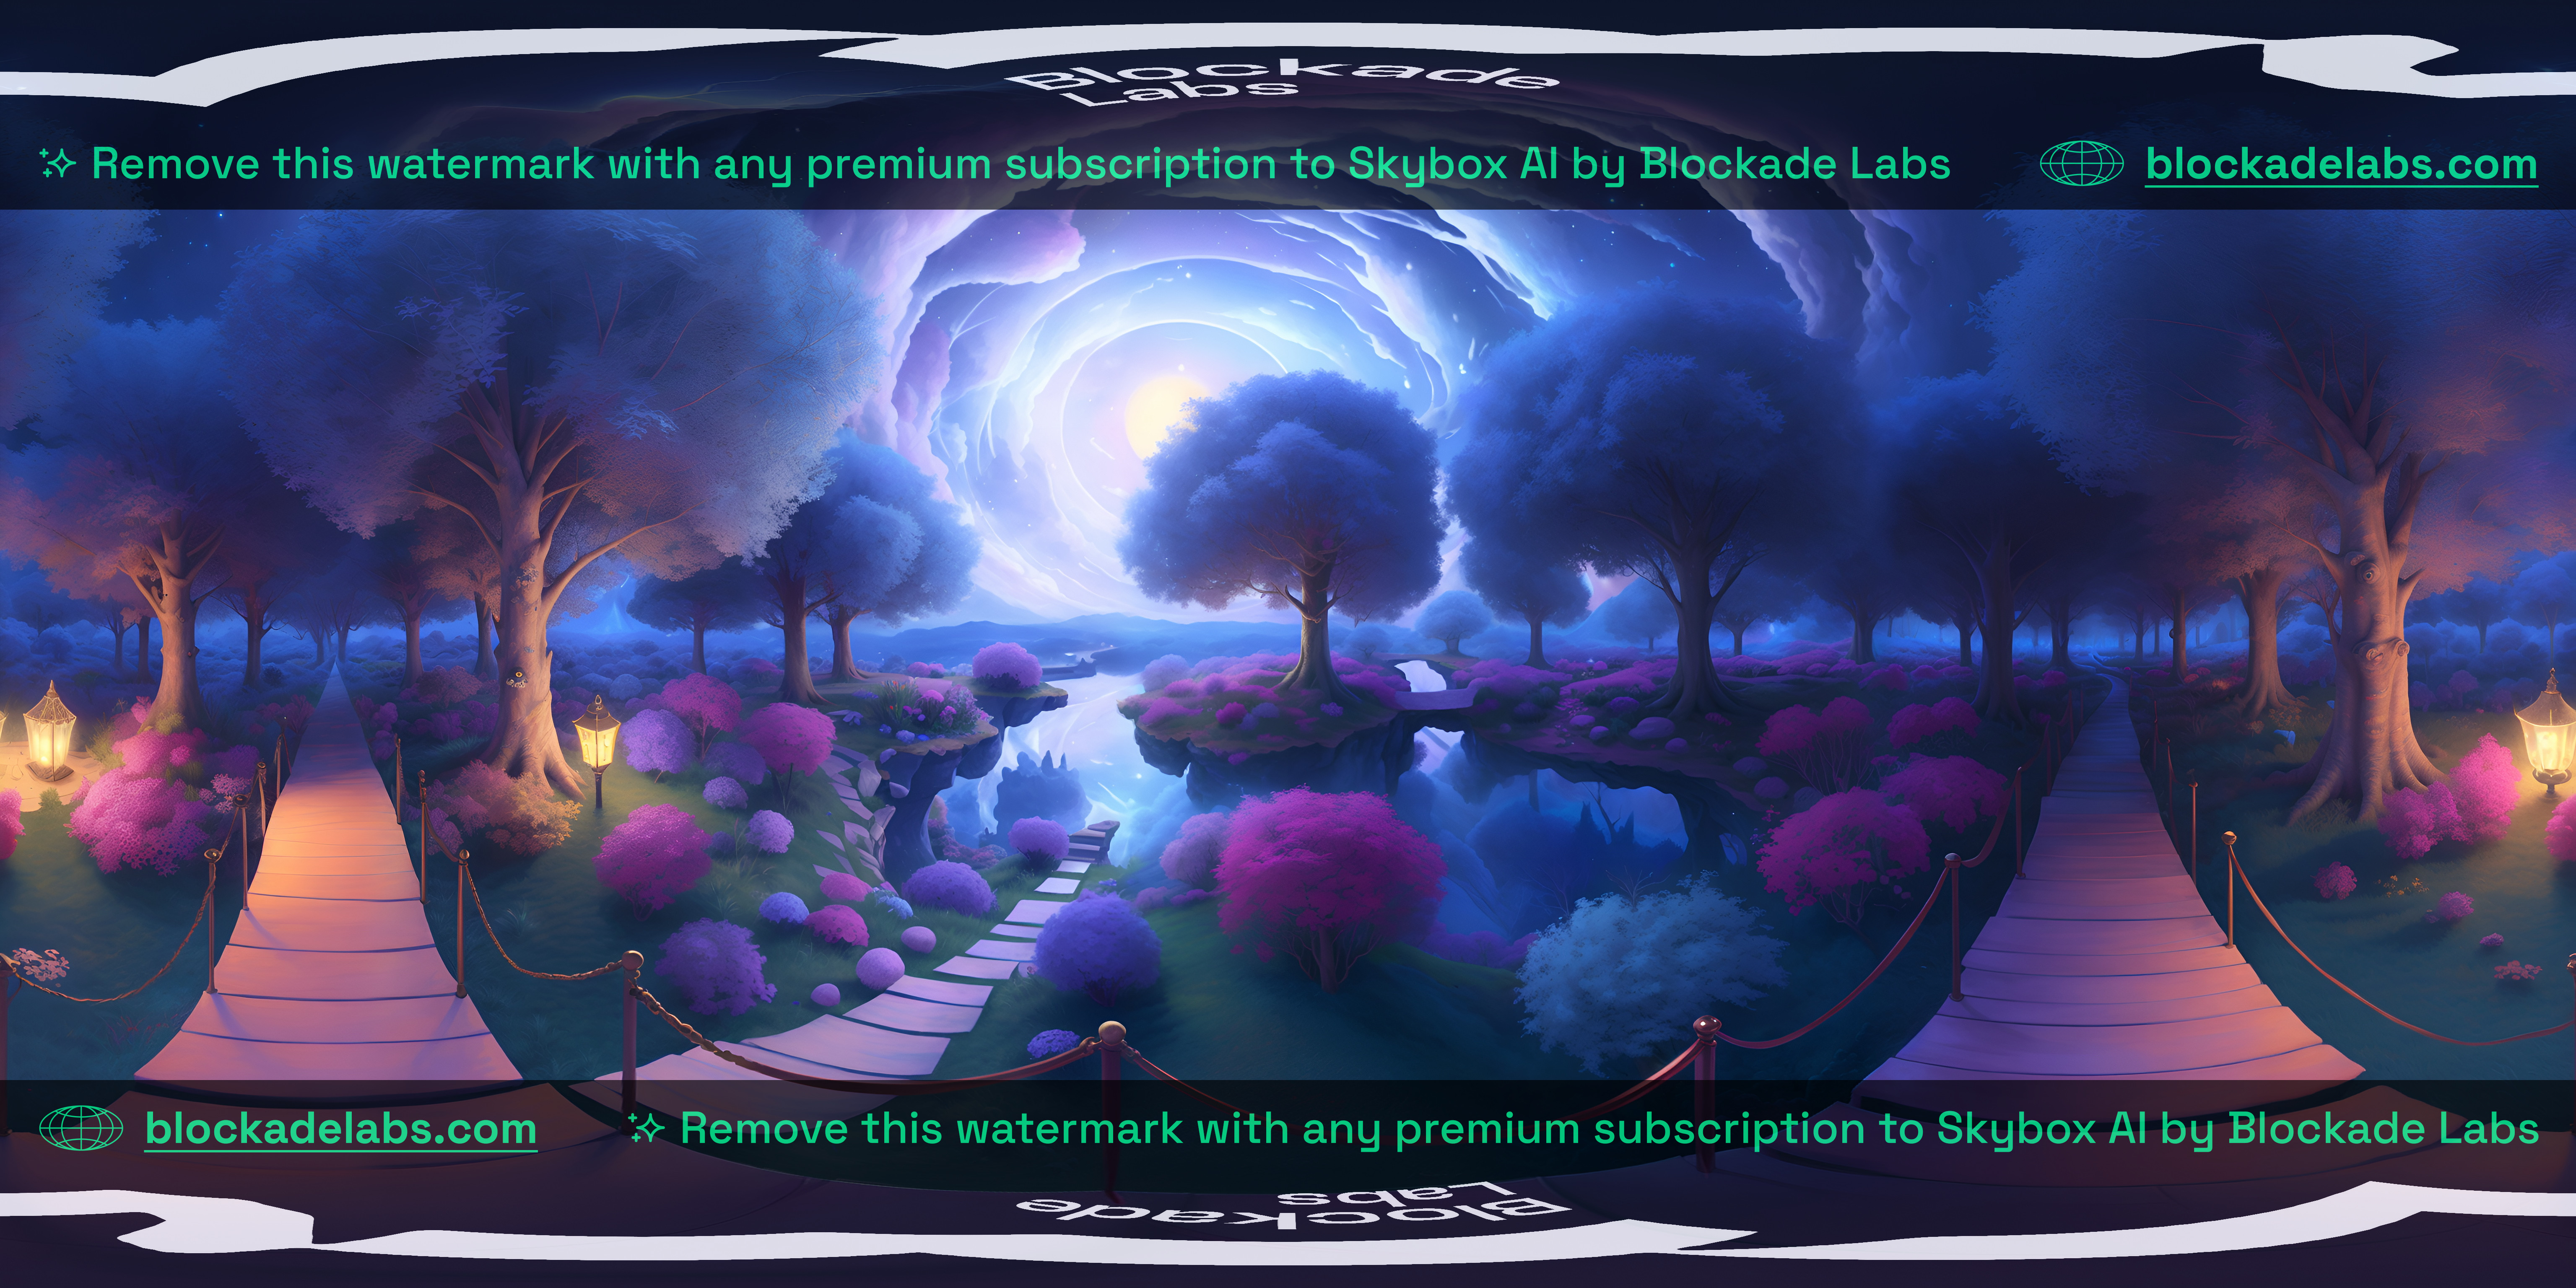 Blockade
Labs
Remove this watermark with any premium subscription to Skybox AI by Blockade Labs
blockadelabs.com
blockadelabs.com
Remove this watermark with any premium subscription to Skybox AI by Blockade Labs
Labs
Blockade